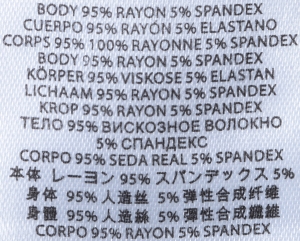 BODY 95% RAYON 5% SPANDEX
CUERPO 95% RAYÓN 5% ELASTANO
CORPS 95% 100% RAYONNE 5% SPANDEX
BODY 95% RAYON 5% SPANDEX
KÖRPER 95% VISKOSE 5% ELASTAN
LICHAAM 95% RAYON 5% SPANDEX
KROP 95% RAYON 5% SPANDEX
ТЕЛО 95% ВИСКОЗНОЕ ВОЛОКНО
5% СПАНДЕКС
CORPO 95% SEDA REAL 5% SPANDEX
本体 レーヨン 95% スパンデックス 5%
身体 95% 人造丝 5% 弹性合成纤维
身體 95% 人造絲 5% 彈性合成纖維
CORPO 95% RAYON 5% SPANDEX